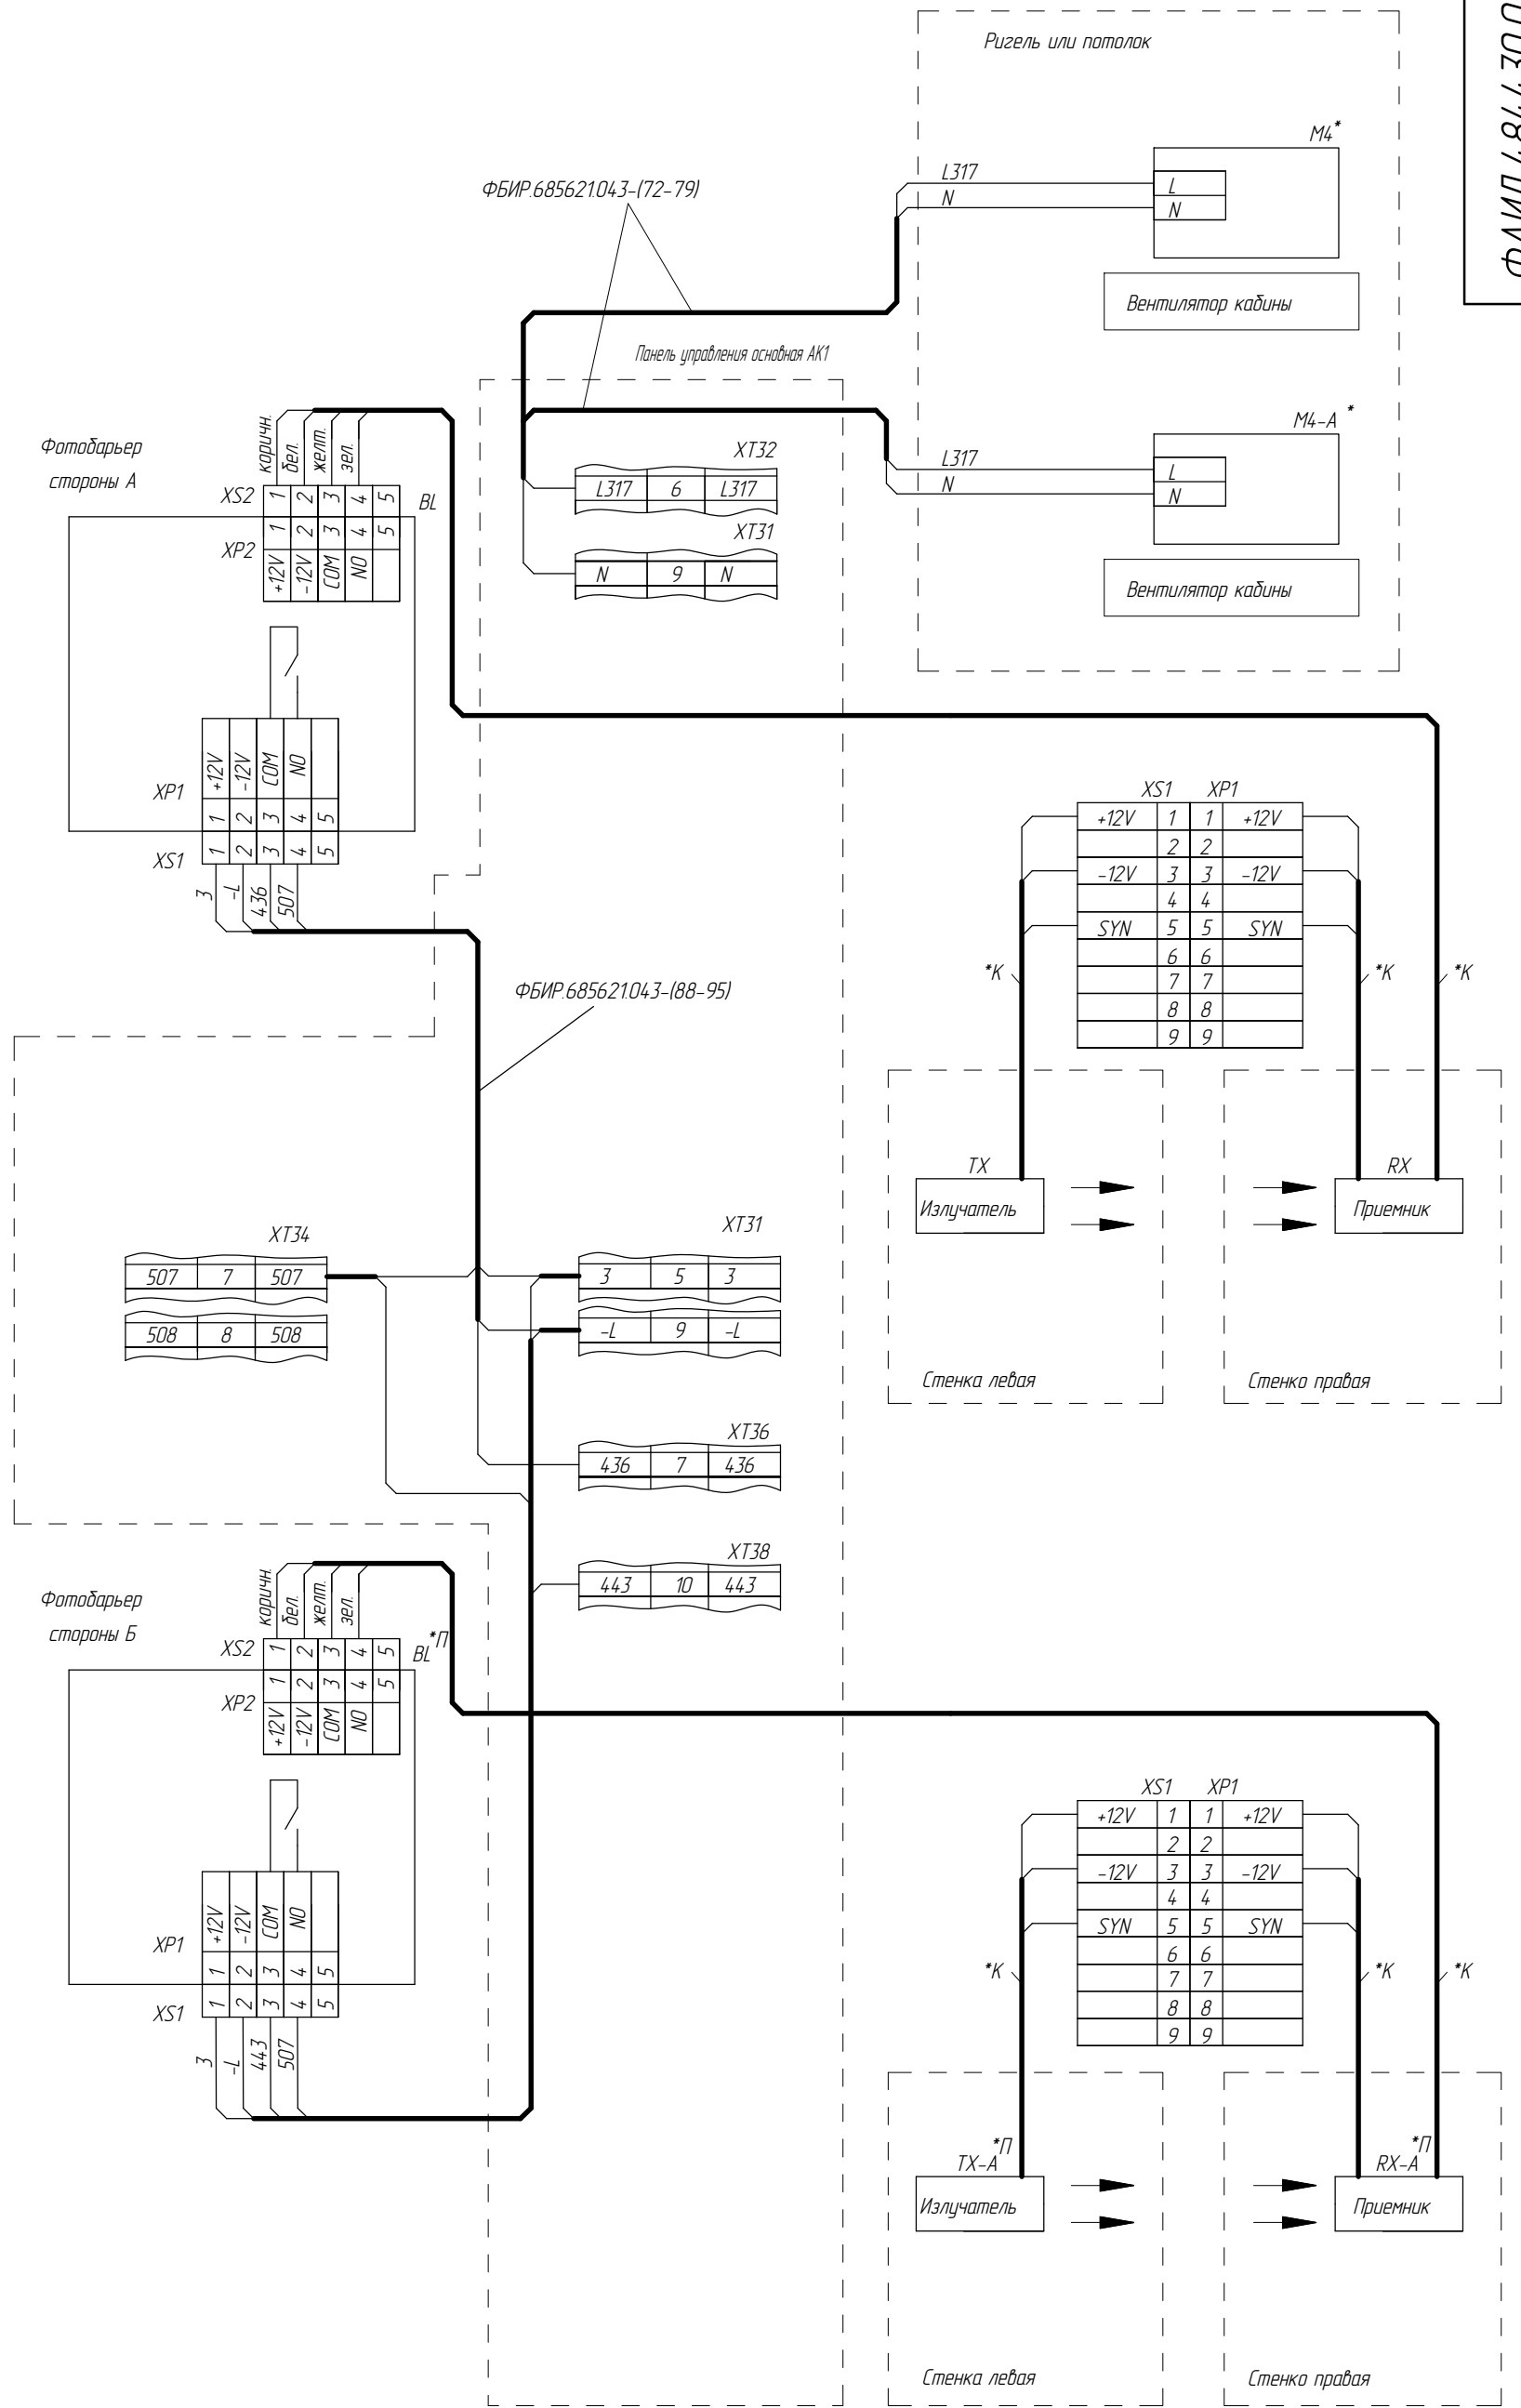 ФАИД.484430.0
Ригель или потолок
M4*
L317
N
L
N
Вентилятор кабины
ФБИР.685621.043-(72-79)
Панель управления основная АК1
M4-A *
L317
N
L
N
Вентилятор кабины
XT32
L317 6 L317
XT31
N 9 N
Фотобарьер
стороны А
коричн.
бел.
желт.
зел.
XS2 1 2 3 4 5
BL
XP2 1 2 3 4 5
+12V -12V COM NO
+12V -12V COM NO
XP1 1 2 3 4 5
XS1 1 2 3 4 5
3 -L 436 507
XS1 XP1
+12V 1 1 +12V
2 2
-12V 3 3 -12V
4 4
SYN 5 5 SYN
6 6
7 7
8 8
9 9
*К *К *К
ФБИР.685621.043-(88-95)
TX
Излучатель
Стенка левая
RX
Приемник
Стенко правая
XT34
507 7 507
508 8 508
XT31
3 5 3
-L 9 -L
XT36
436 7 436
XT38
443 10 443
Фотобарьер
стороны Б
коричн.
бел.
желт.
зел.
XS2 1 2 3 4 5
BL*П
XP2 1 2 3 4 5
+12V -12V COM NO
+12V -12V COM NO
XP1 1 2 3 4 5
XS1 1 2 3 4 5
3 -L 443 507
XS1 XP1
+12V 1 1 +12V
2 2
-12V 3 3 -12V
4 4
SYN 5 5 SYN
6 6
7 7
8 8
9 9
*К *К *К
TX-A*П
Излучатель
Стенка левая
RX-A*П
Приемник
Стенко правая